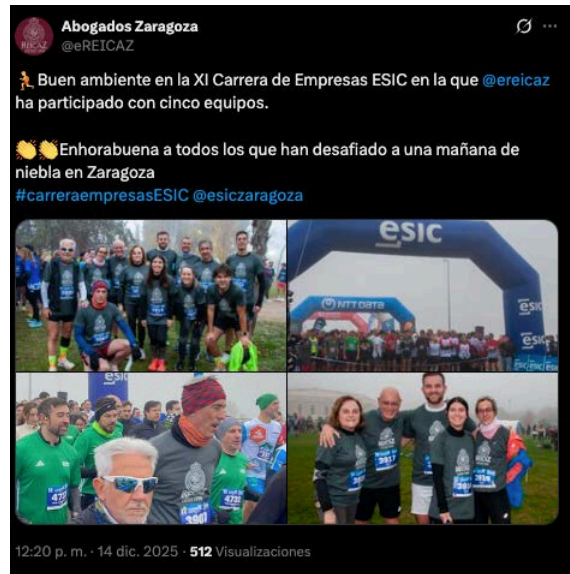 Abogados Zaragoza
@eREICAZ
🏃Buen ambiente en la XI Carrera de Empresas ESIC en la que @ereicaz
ha participado con cinco equipos.
👏👏Enhorabuena a todos los que han desafiado a una mañana de
niebla en Zaragoza
#carreraempresasESIC @esiczaragoza
esic
NTT DATA
esic
esic
esic
REICAZ
3917
12:20 p. m. · 14 dic. 2025 · 512 Visualizaciones